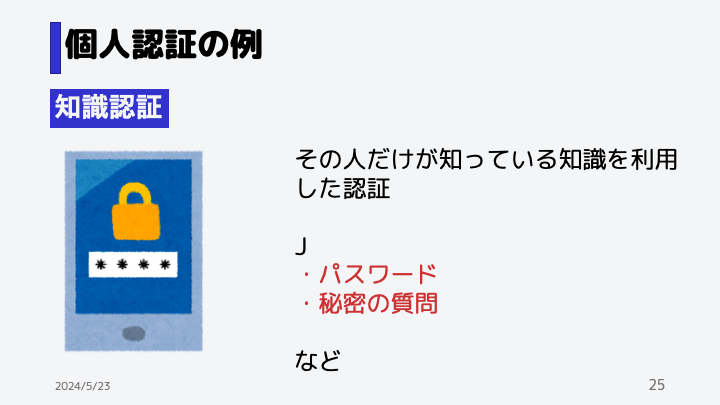 個人認証の例
知識認証
その人だけが知っている知識を利用
した認証
J
・パスワード
・秘密の質問
など
****
2024/5/23
25